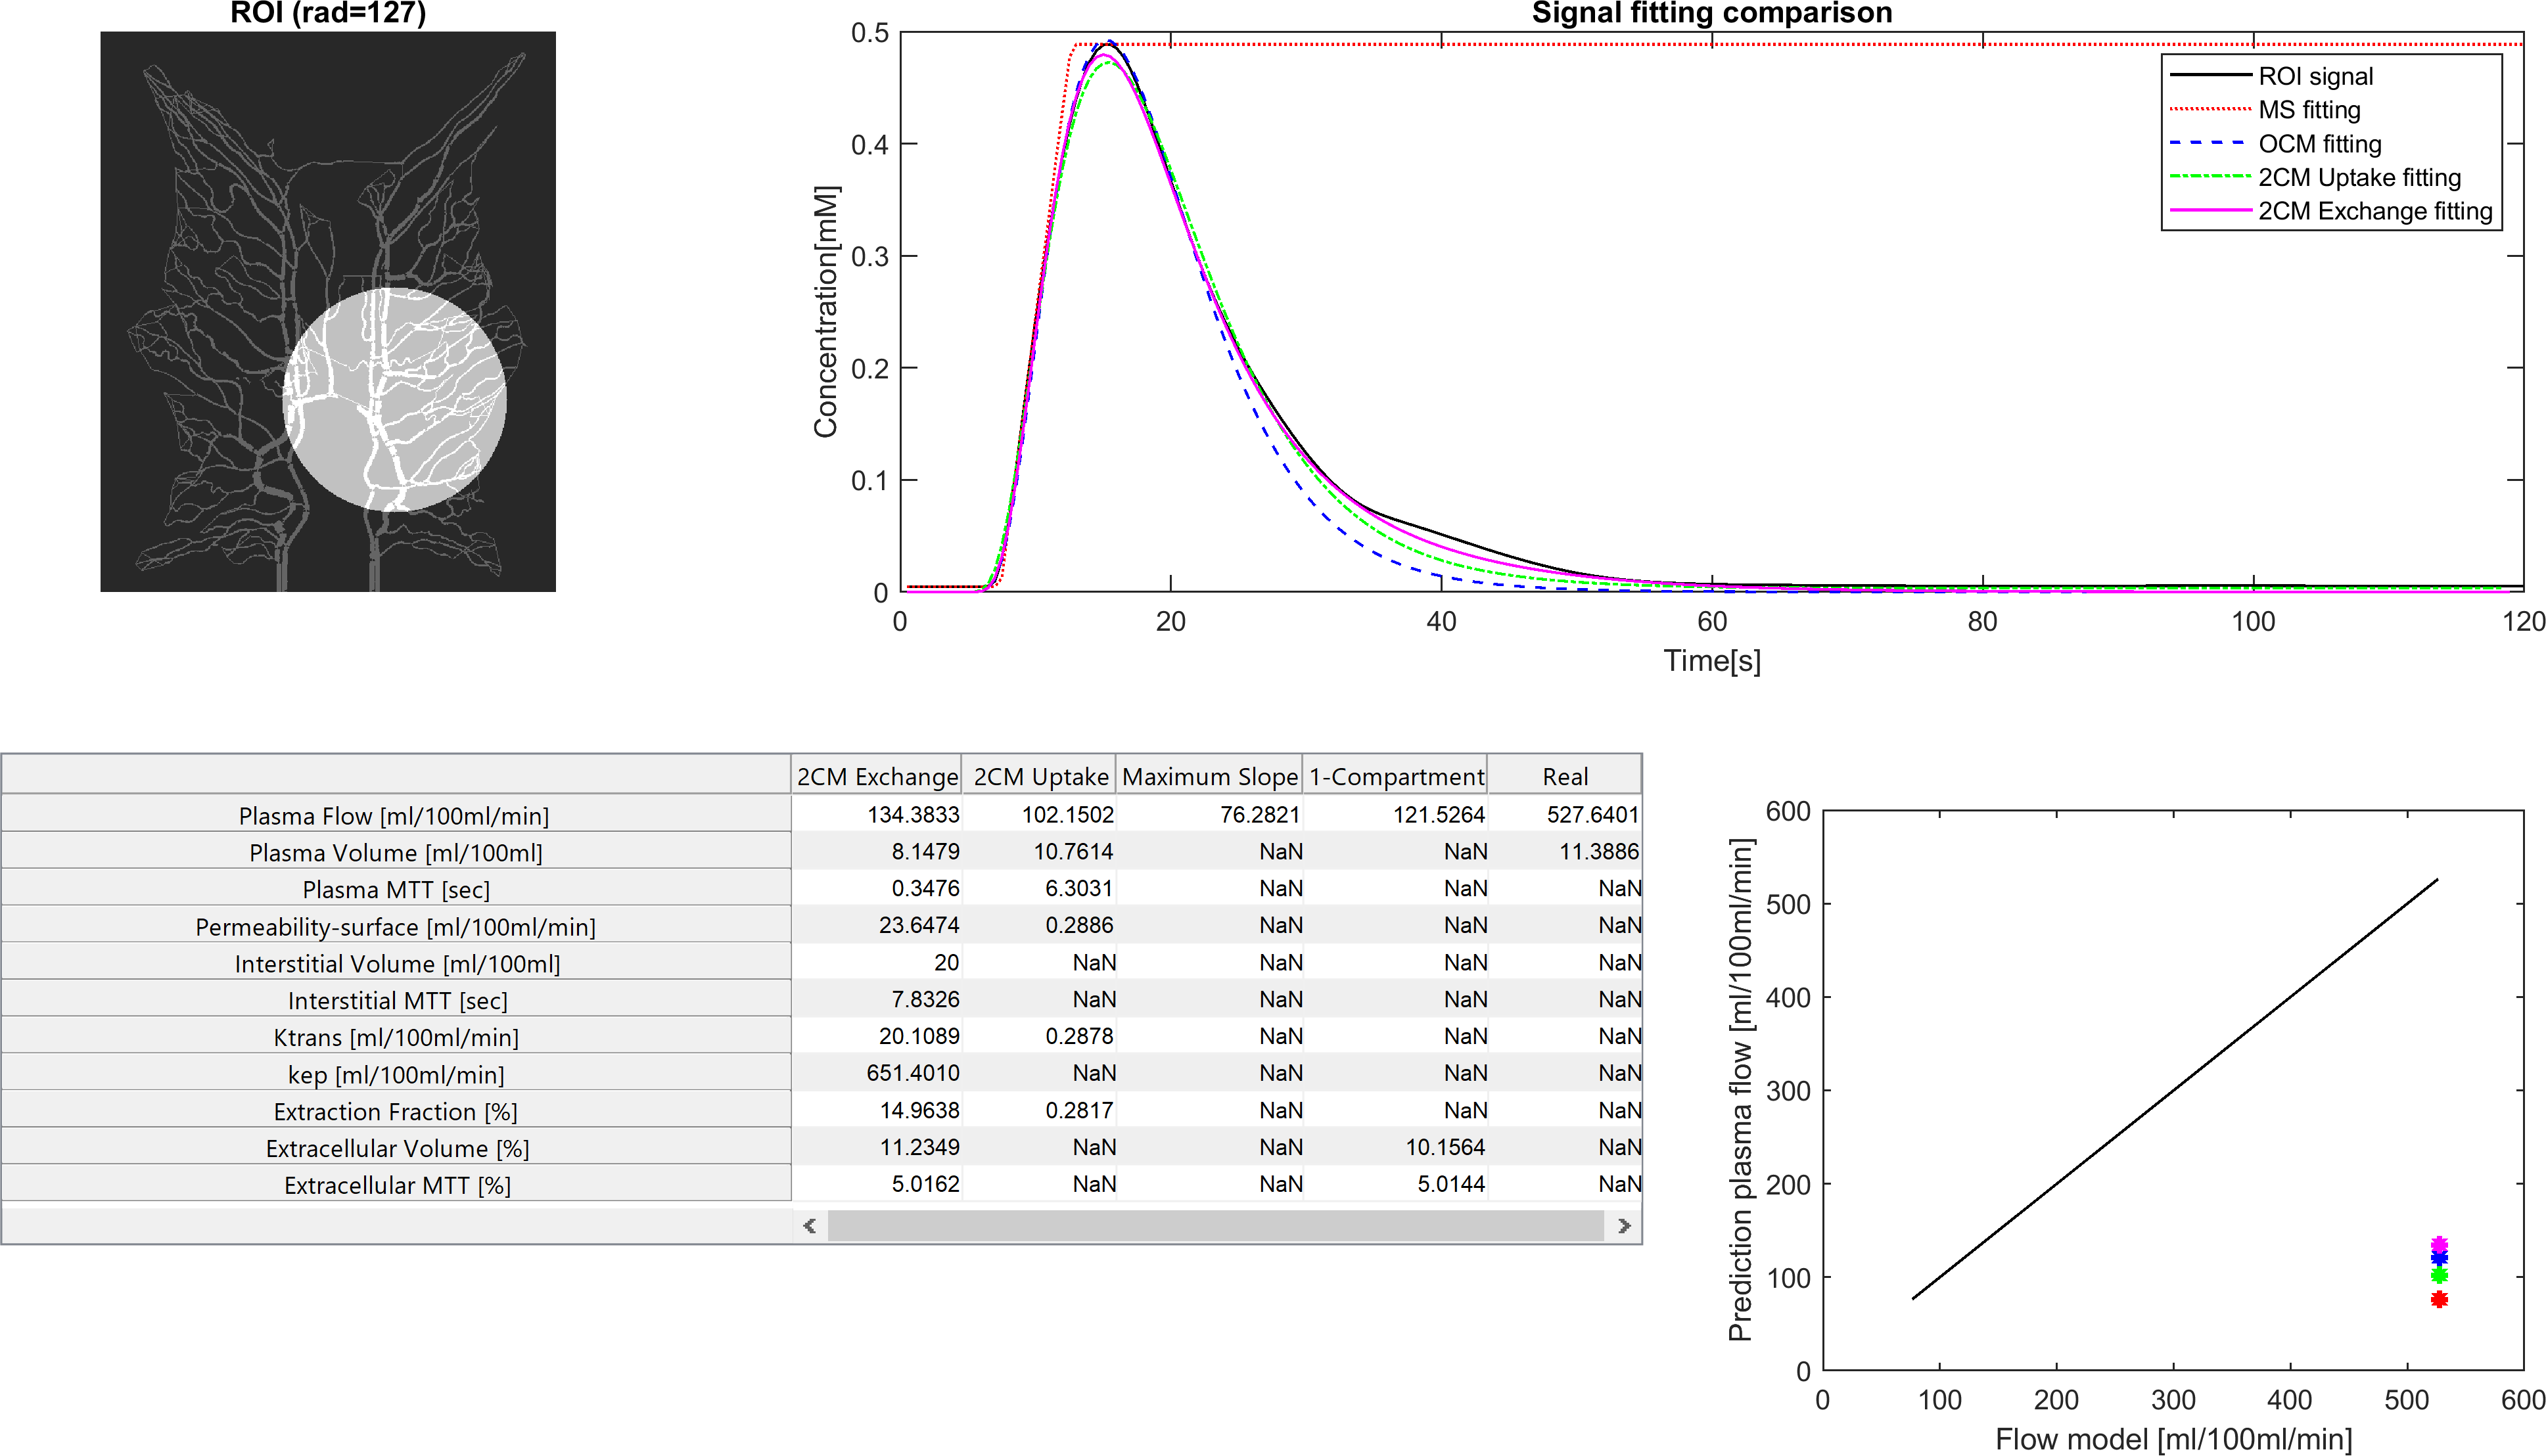 ROI (rad=127)
Signal fitting comparison
0.5
0.4
0.3
0.2
0.1
0
Concentration[mM]
0 20 40 60 80 100 120
Time[s]
ROI signal
MS fitting
OCM fitting
2CM Uptake fitting
2CM Exchange fitting
2CM Exchange 2CM Uptake Maximum Slope 1-Compartment Real
Plasma Flow [ml/100ml/min] 134.3833 102.1502 76.2821 121.5264 527.6401
Plasma Volume [ml/100ml] 8.1479 10.7614 NaN NaN 11.3886
Plasma MTT [sec] 0.3476 6.3031 NaN NaN NaN
Permeability-surface [ml/100ml/min] 23.6474 0.2886 NaN NaN NaN
Interstitial Volume [ml/100ml] 20 NaN NaN NaN NaN
Interstitial MTT [sec] 7.8326 NaN NaN NaN NaN
Ktrans [ml/100ml/min] 20.1089 0.2878 NaN NaN NaN
kep [ml/100ml/min] 651.4010 NaN NaN NaN NaN
Extraction Fraction [%] 14.9638 0.2817 NaN NaN NaN
Extracellular Volume [%] 11.2349 NaN NaN 10.1564 NaN
Extracellular MTT [%] 5.0162 NaN NaN 5.0144 NaN
600
500
400
300
200
100
0
Prediction plasma flow [ml/100ml/min]
0 100 200 300 400 500 600
Flow model [ml/100ml/min]